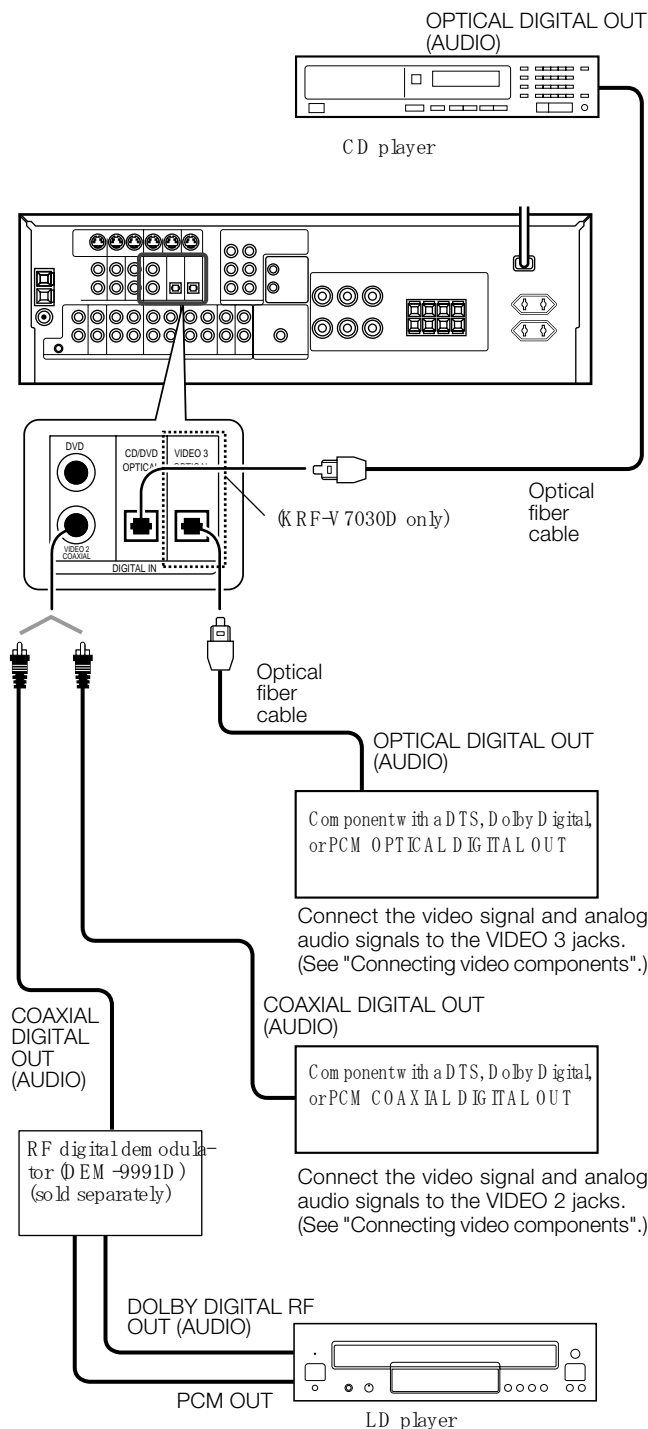 OPTICAL DIGITAL OUT
(AUDIO)
CD player
DVD
CD/DVD
OPTICAL
VIDEO 3
OPTICAL
VIDEO 2
COAXIAL
DIGITAL IN
(KRF-V7030D only)
Optical
fiber
cable
Optical
fiber
cable
OPTICAL DIGITAL OUT
(AUDIO)
Component with a DTS, Dolby Digital,
or PCM OPTICAL DIGITAL OUT
Connect the video signal and analog
audio signals to the VIDEO 3 jacks.
(See "Connecting video components".)
COAXIAL
DIGITAL
OUT
(AUDIO)
COAXIAL DIGITAL OUT
(AUDIO)
Component with a DTS, Dolby Digital,
or PCM COAXIAL DIGITAL OUT
Connect the video signal and analog
audio signals to the VIDEO 2 jacks.
(See "Connecting video components".)
RF digital demodula-
tor (DEM-9991D)
(sold separately)
DOLBY DIGITAL RF
OUT (AUDIO)
PCM OUT
LD player